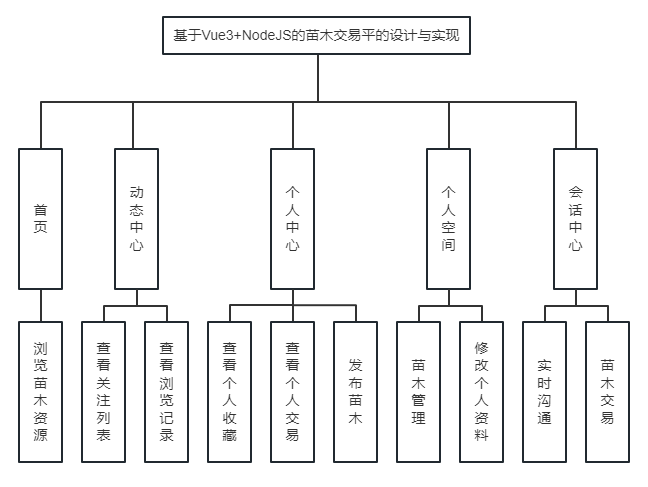 基于Vue3+NodeJS的苗木交易平的设计与实现
首页
动态中心
个人中心
个人空间
会话中心
浏览苗木资源
查看关注列表
查看浏览记录
查看个人收藏
查看个人交易
发布苗木
苗木管理
修改个人资料
实时沟通
苗木交易